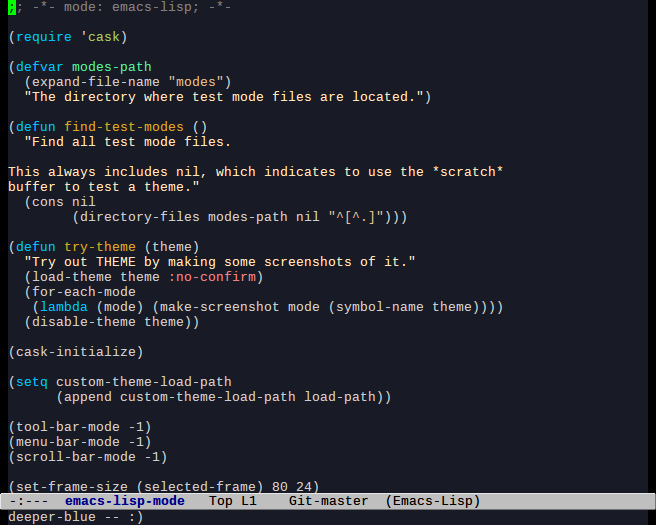 ;; -*- mode: emacs-lisp; -*-

(require 'cask)

(defvar modes-path
  (expand-file-name "modes")
  "The directory where test mode files are located.")

(defun find-test-modes ()
  "Find all test mode files.

This always includes nil, which indicates to use the *scratch*
buffer to test a theme."
  (cons nil
        (directory-files modes-path nil "^[^.]")))

(defun try-theme (theme)
  "Try out THEME by making some screenshots of it."
  (load-theme theme :no-confirm)
  (for-each-mode
   (lambda (mode) (make-screenshot mode (symbol-name theme))))
  (disable-theme theme))

(cask-initialize)

(setq custom-theme-load-path
      (append custom-theme-load-path load-path))

(tool-bar-mode -1)
(menu-bar-mode -1)
(scroll-bar-mode -1)

(set-frame-size (selected-frame) 80 24)
-:---  emacs-lisp-mode   Top L1    Git-master  (Emacs-Lisp)
deeper-blue -- :)